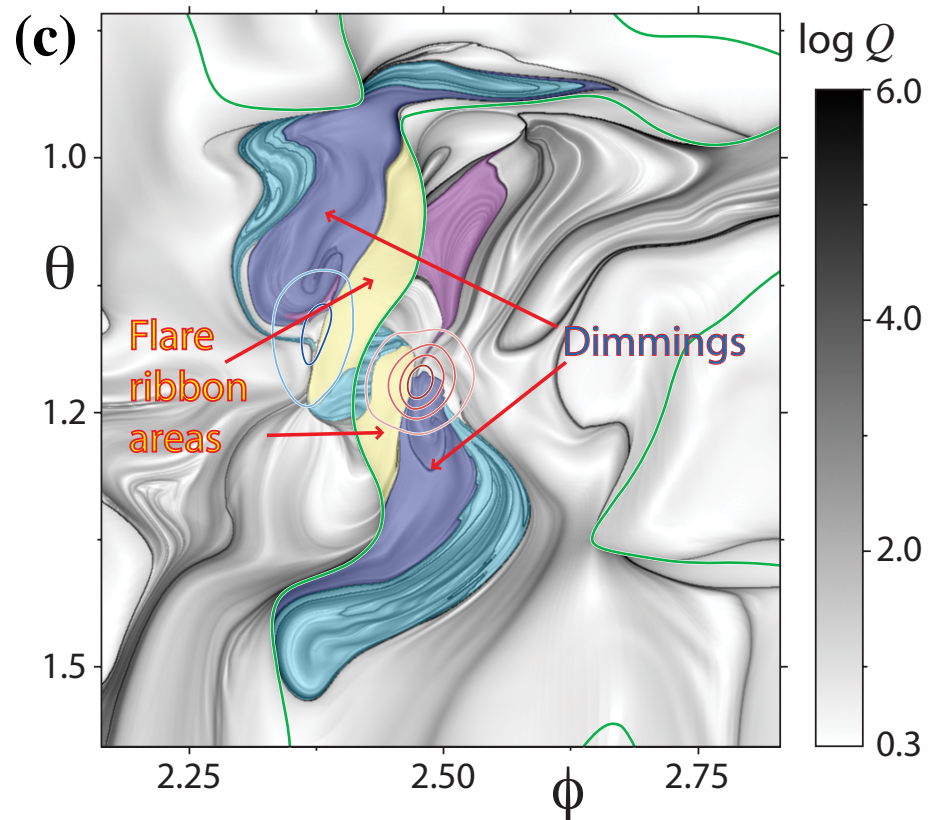 (c)
log Q
6.0
4.0
2.0
0.3
θ
1.0
1.2
1.5
Flare
ribbon
areas
Dimmings
2.25
2.50
2.75
ϕ